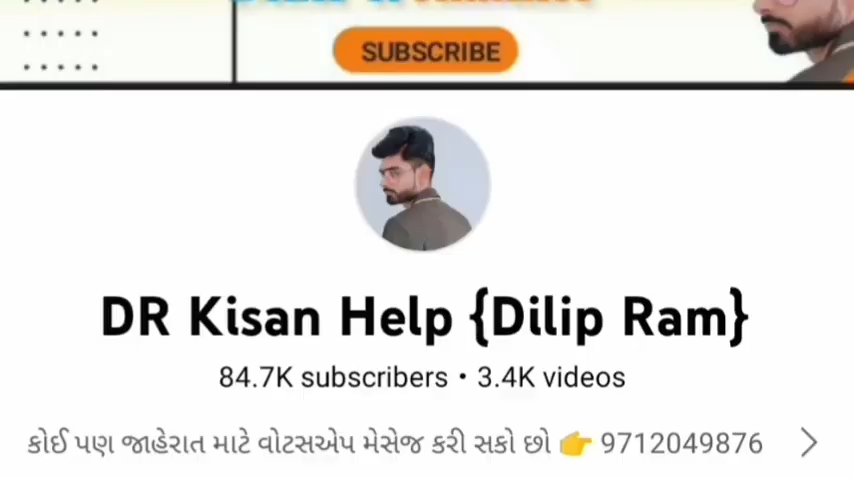 SUBSCRIBE
DR Kisan Help {Dilip Ram}
84.7K subscribers • 3.4K videos
કોઈ પણ જાહેરાત માટે વોટસએપ મેસેજ કરી સકો છો 👉 9712049876